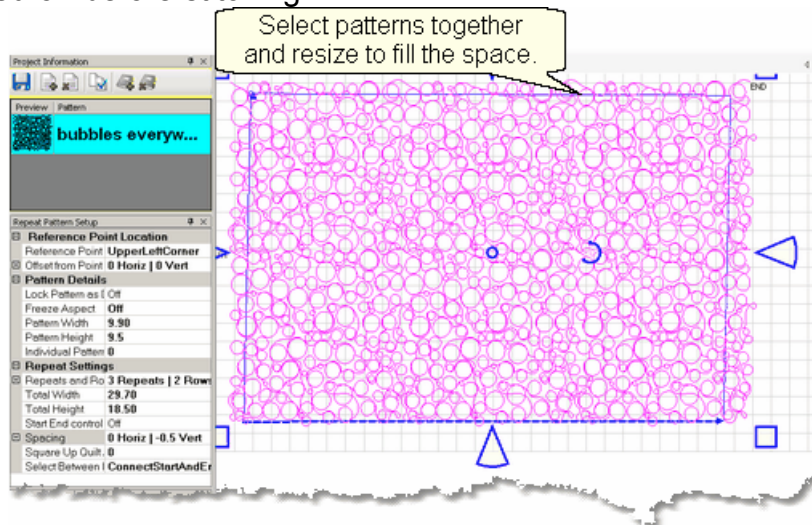 Select patterns together
and resize to fill the space.
Project Information
Preview Pattern
bubbles everyw...
END
Repeat Pattern Setup
Reference Point Location
Reference Point UpperLeftCorner
Offset from Point 0 Horiz | 0 Vert
Pattern Details
Lock Pattern as Off
Freeze Aspect Off
Pattern Width 9.90
Pattern Height 9.5
Individual Patter 0
Repeat Settings
Repeats and Ro 3 Repeats | 2 Rows
Total Width 29.70
Total Height 18.50
Start End control Off
Spacing 0 Horiz | -0.5 Vert
Square Up Quilt. 0
Select Between ConnectStartAndEr